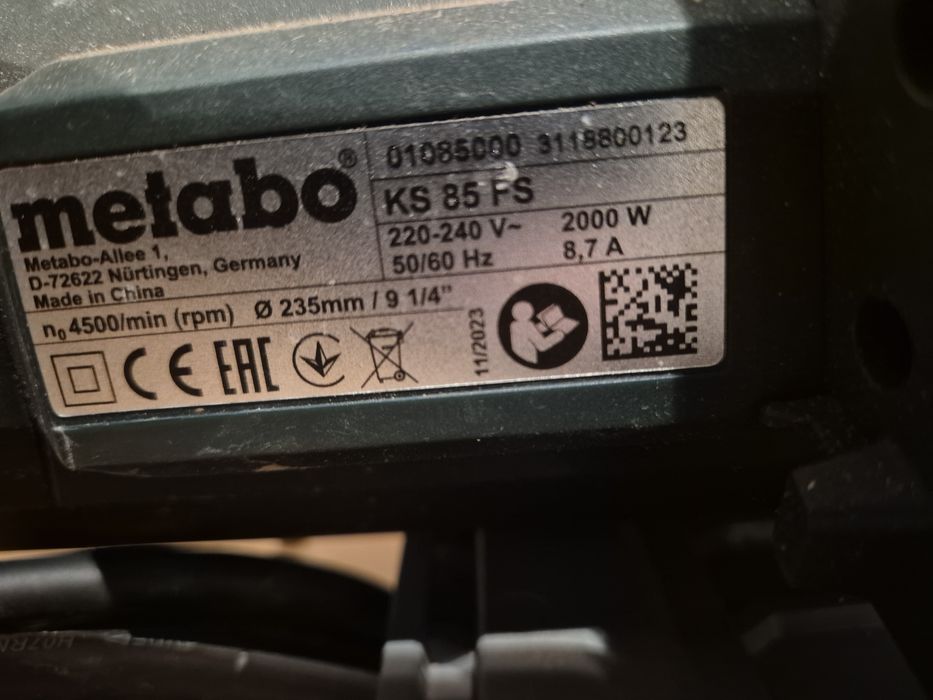 metabo®
Metabo-Allee 1,
D-72622 Nürtingen, Germany
Made in China
01085000 3118800123
KS 85 FS
220-240 V~ 2000 W
50/60 Hz 8,7 A
n₀ 4500/min (rpm) Ø 235mm / 9 1/4"
CE EAC
11/2023